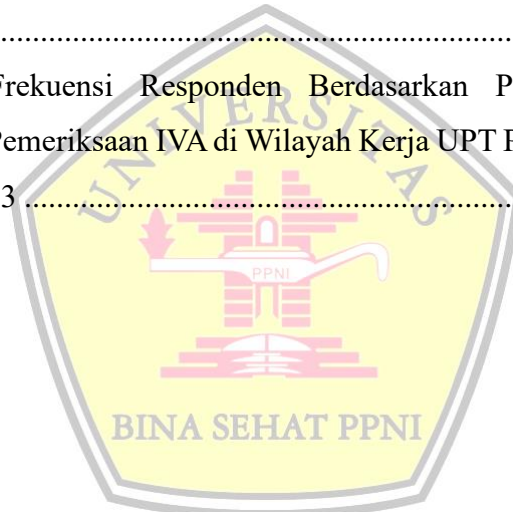 ....................................................
Frekuensi Responden Berdasarkan P
Pemeriksaan IVA di Wilayah Kerja UPT P
3 ..................................................
UNIVERSITAS
PPNI
BINA SEHAT PPNI